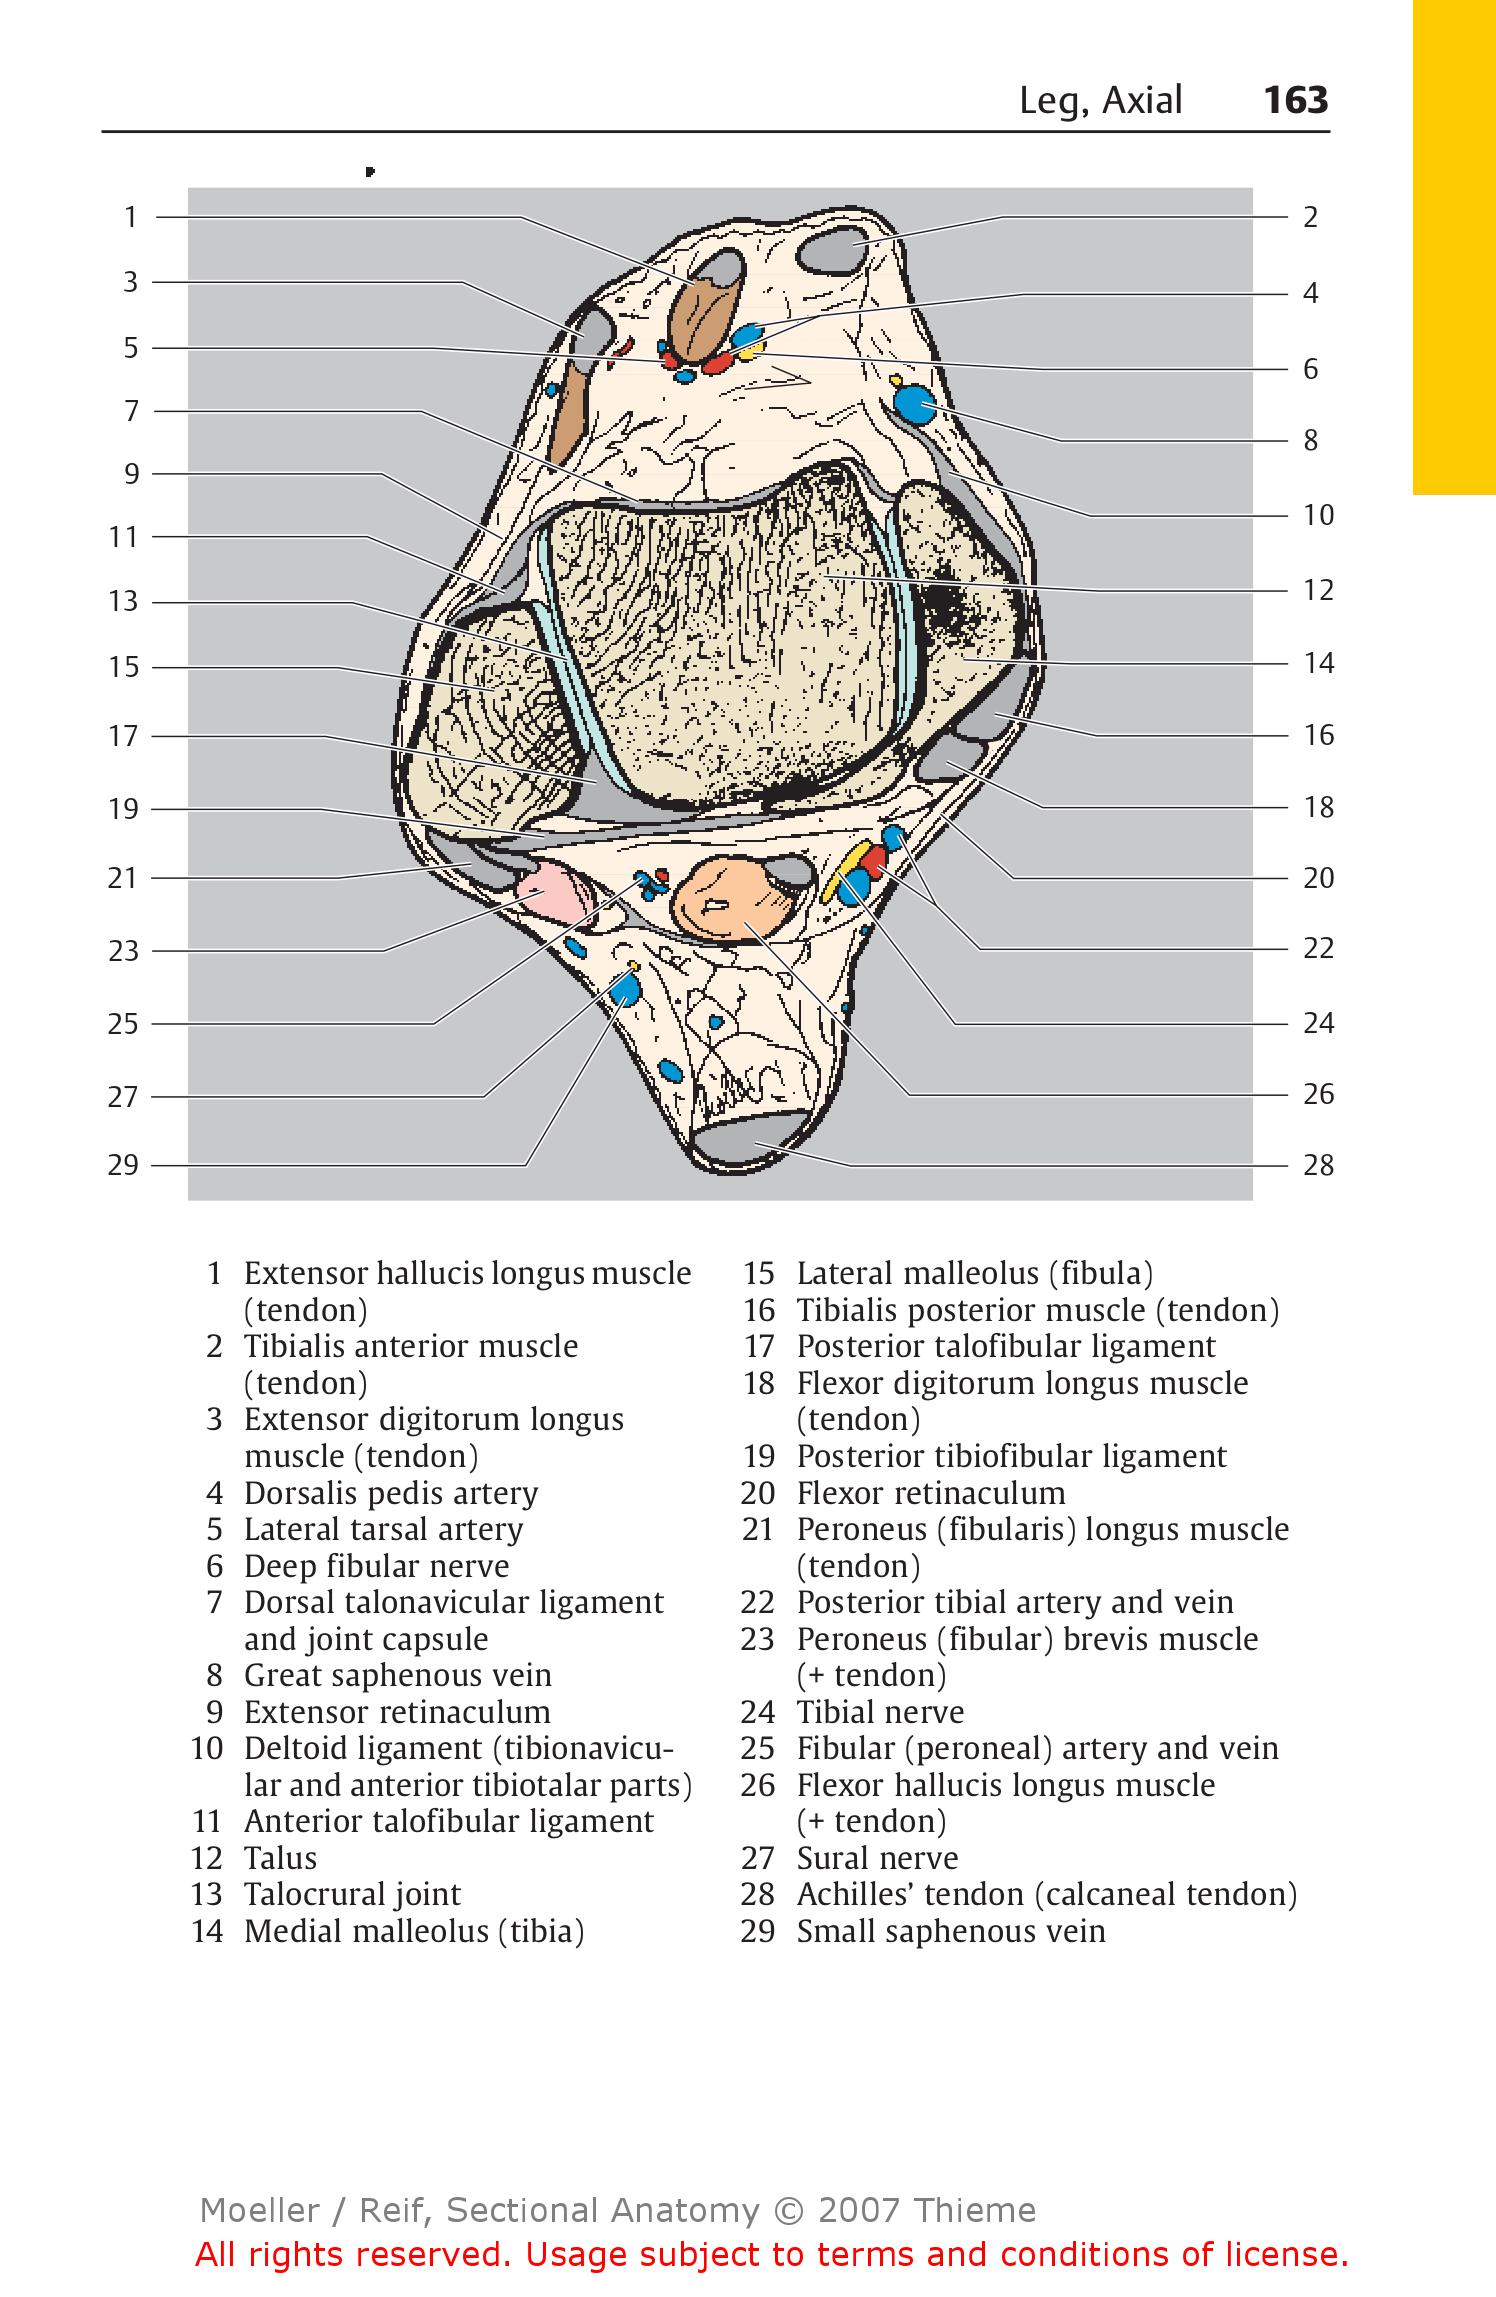 Leg, Axial 163
1
2
3
4
5
6
7
8
9
10
11
12
13
14
15
16
17
18
19
20
21
22
23
24
25
26
27
28
29
1 Extensor hallucis longus muscle
(tendon)
2 Tibialis anterior muscle
(tendon)
3 Extensor digitorum longus
muscle (tendon)
4 Dorsalis pedis artery
5 Lateral tarsal artery
6 Deep fibular nerve
7 Dorsal talonavicular ligament
and joint capsule
8 Great saphenous vein
9 Extensor retinaculum
10 Deltoid ligament (tibionavicu-
lar and anterior tibiotalar parts)
11 Anterior talofibular ligament
12 Talus
13 Talocrural joint
14 Medial malleolus (tibia)
15 Lateral malleolus (fibula)
16 Tibialis posterior muscle (tendon)
17 Posterior talofibular ligament
18 Flexor digitorum longus muscle
(tendon)
19 Posterior tibiofibular ligament
20 Flexor retinaculum
21 Peroneus (fibularis) longus muscle
(tendon)
22 Posterior tibial artery and vein
23 Peroneus (fibular) brevis muscle
(+ tendon)
24 Tibial nerve
25 Fibular (peroneal) artery and vein
26 Flexor hallucis longus muscle
(+ tendon)
27 Sural nerve
28 Achilles’ tendon (calcaneal tendon)
29 Small saphenous vein
Moeller / Reif, Sectional Anatomy © 2007 Thieme
All rights reserved. Usage subject to terms and conditions of license.